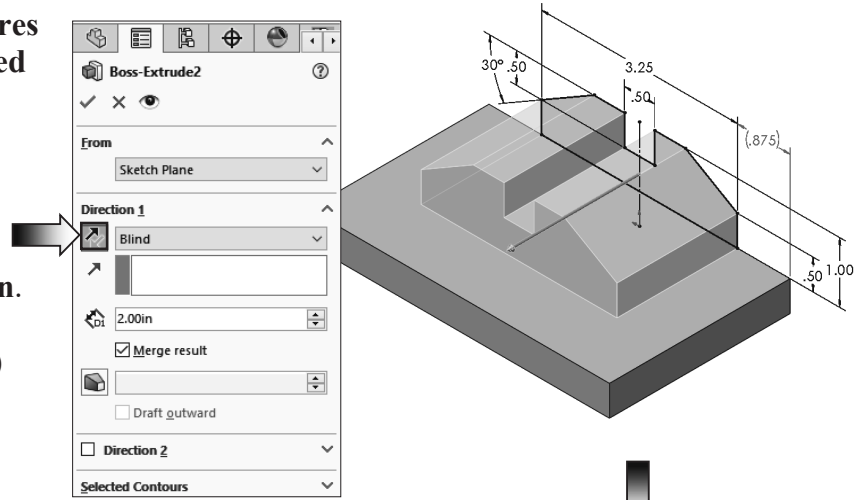 res
ed
n.
)
Boss-Extrude2
From
Sketch Plane
Direction 1
Blind
D1
2.00in
Merge result
Draft outward
Direction 2
Selected Contours
30° .50
3.25
.50
(.875)
.50
1.00